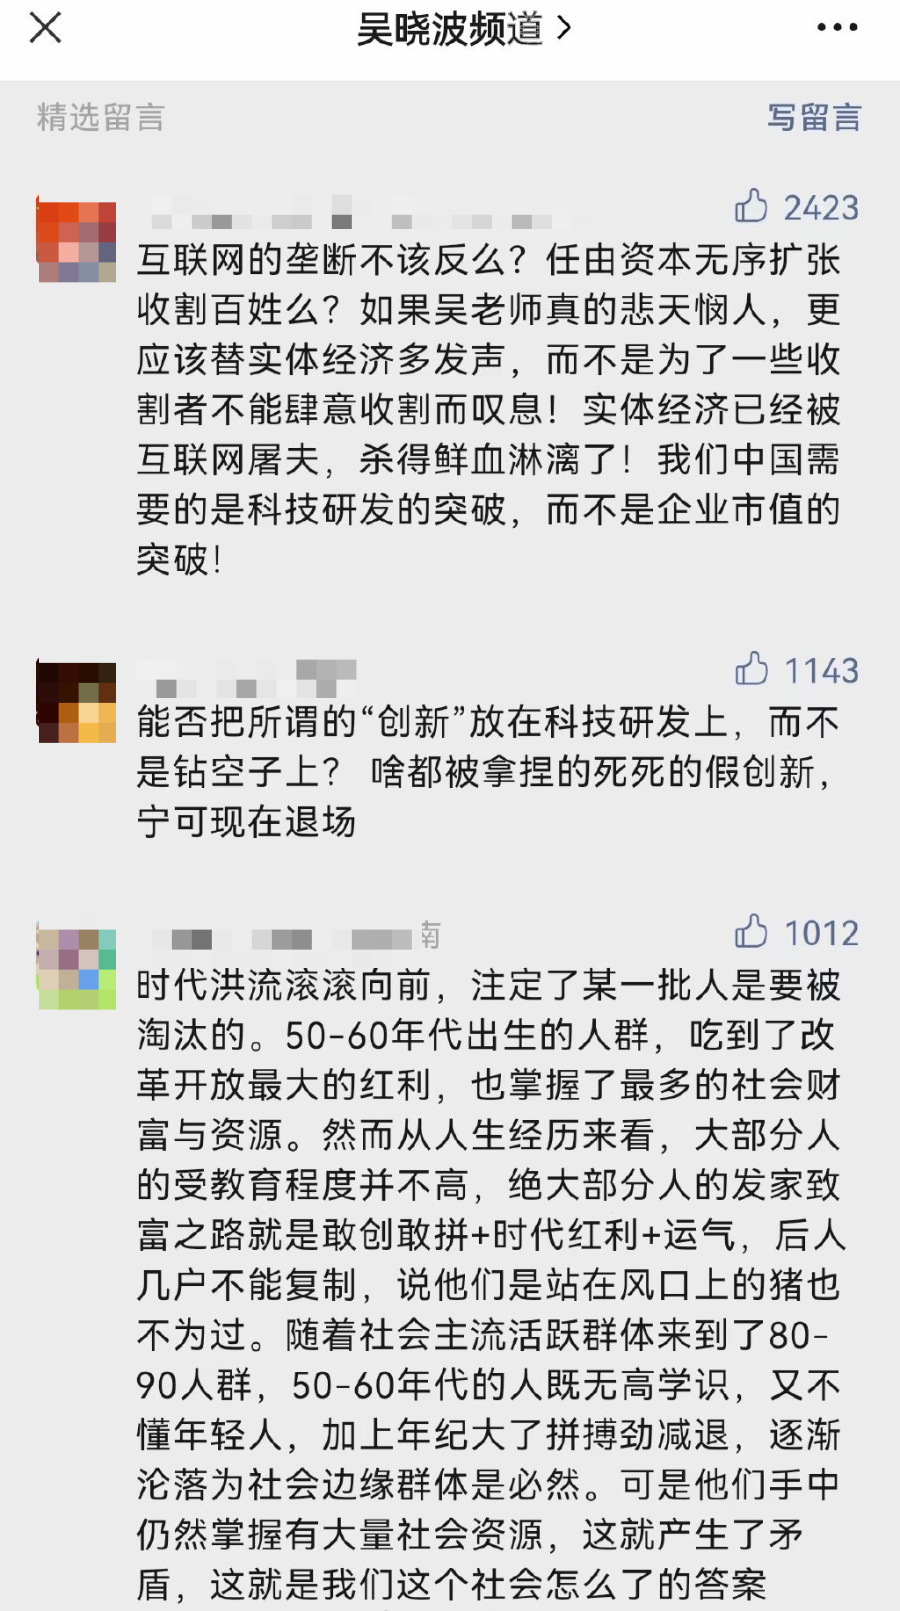 吴晓波频道
精选留言
写留言
2423
互联网的垄断不该反么？任由资本无序扩张
收割百姓么？如果吴老师真的悲天悯人，更
应该替实体经济多发声，而不是为了一些收
割者不能肆意收割而叹息！实体经济已经被
互联网屠夫，杀得鲜血淋漓了！我们中国需
要的是科技研发的突破，而不是企业市值的
突破！
1143
能否把所谓的“创新”放在科技研发上，而不
是钻空子上？ 啥都被拿捏的死死的假创新，
宁可现在退场
南
1012
时代洪流滚滚向前，注定了某一批人是要被
淘汰的。50-60年代出生的人群，吃到了改
革开放最大的红利，也掌握了最多的社会财
富与资源。然而从人生经历来看，大部分人
的受教育程度并不高，绝大部分人的发家致
富之路就是敢创敢拼+时代红利+运气，后人
几户不能复制，说他们是站在风口上的猪也
不为过。随着社会主流活跃群体来到了80-
90人群，50-60年代的人既无高学识，又不
懂年轻人，加上年纪大了拼搏劲减退，逐渐
沦落为社会边缘群体是必然。可是他们手中
仍然掌握有大量社会资源，这就产生了矛
盾，这就是我们这个社会怎么了的答案